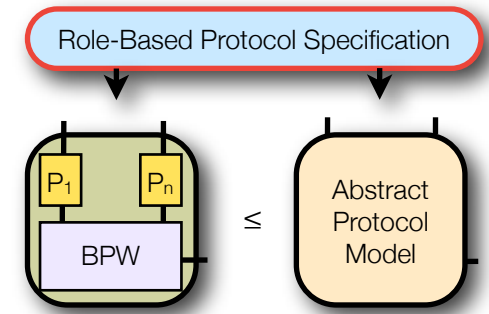 Role-Based Protocol Specification
P1
Pn
BPW
≤
Abstract
Protocol
Model